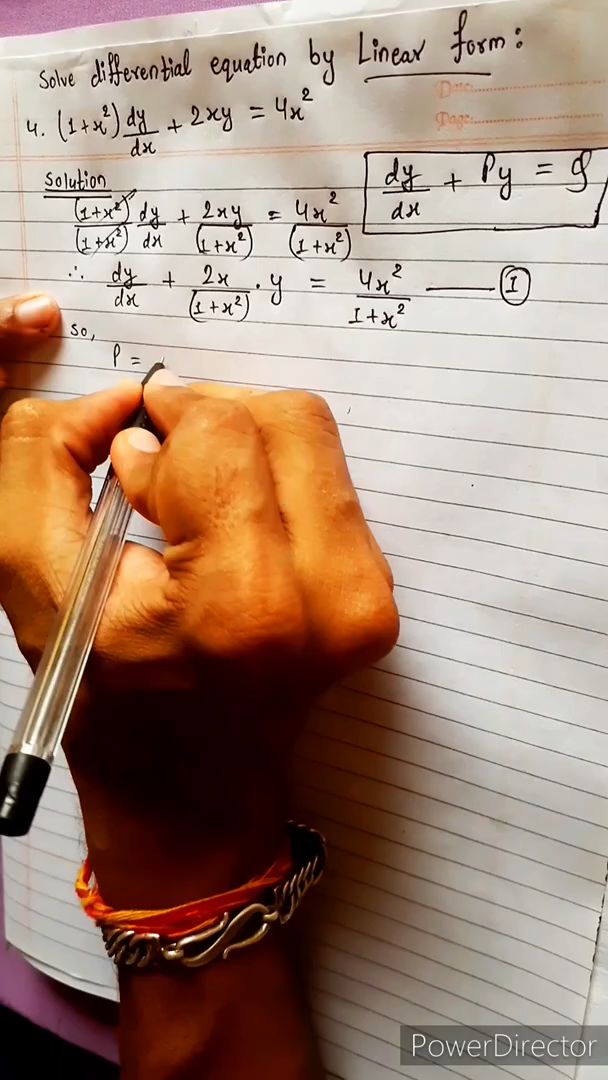 Solve differential equation by Linear form:
Date:
Page:
4. (1+x²) dy/dx + 2xy = 4x²
Solution
dy/dx + Py = Q
(1+x²)/(1+x²) dy/dx + 2xy/(1+x²) = 4x²/(1+x²)
∴ dy/dx + 2x/(1+x²) · y = 4x²/1+x² —— ①
so,
P =
PowerDirector